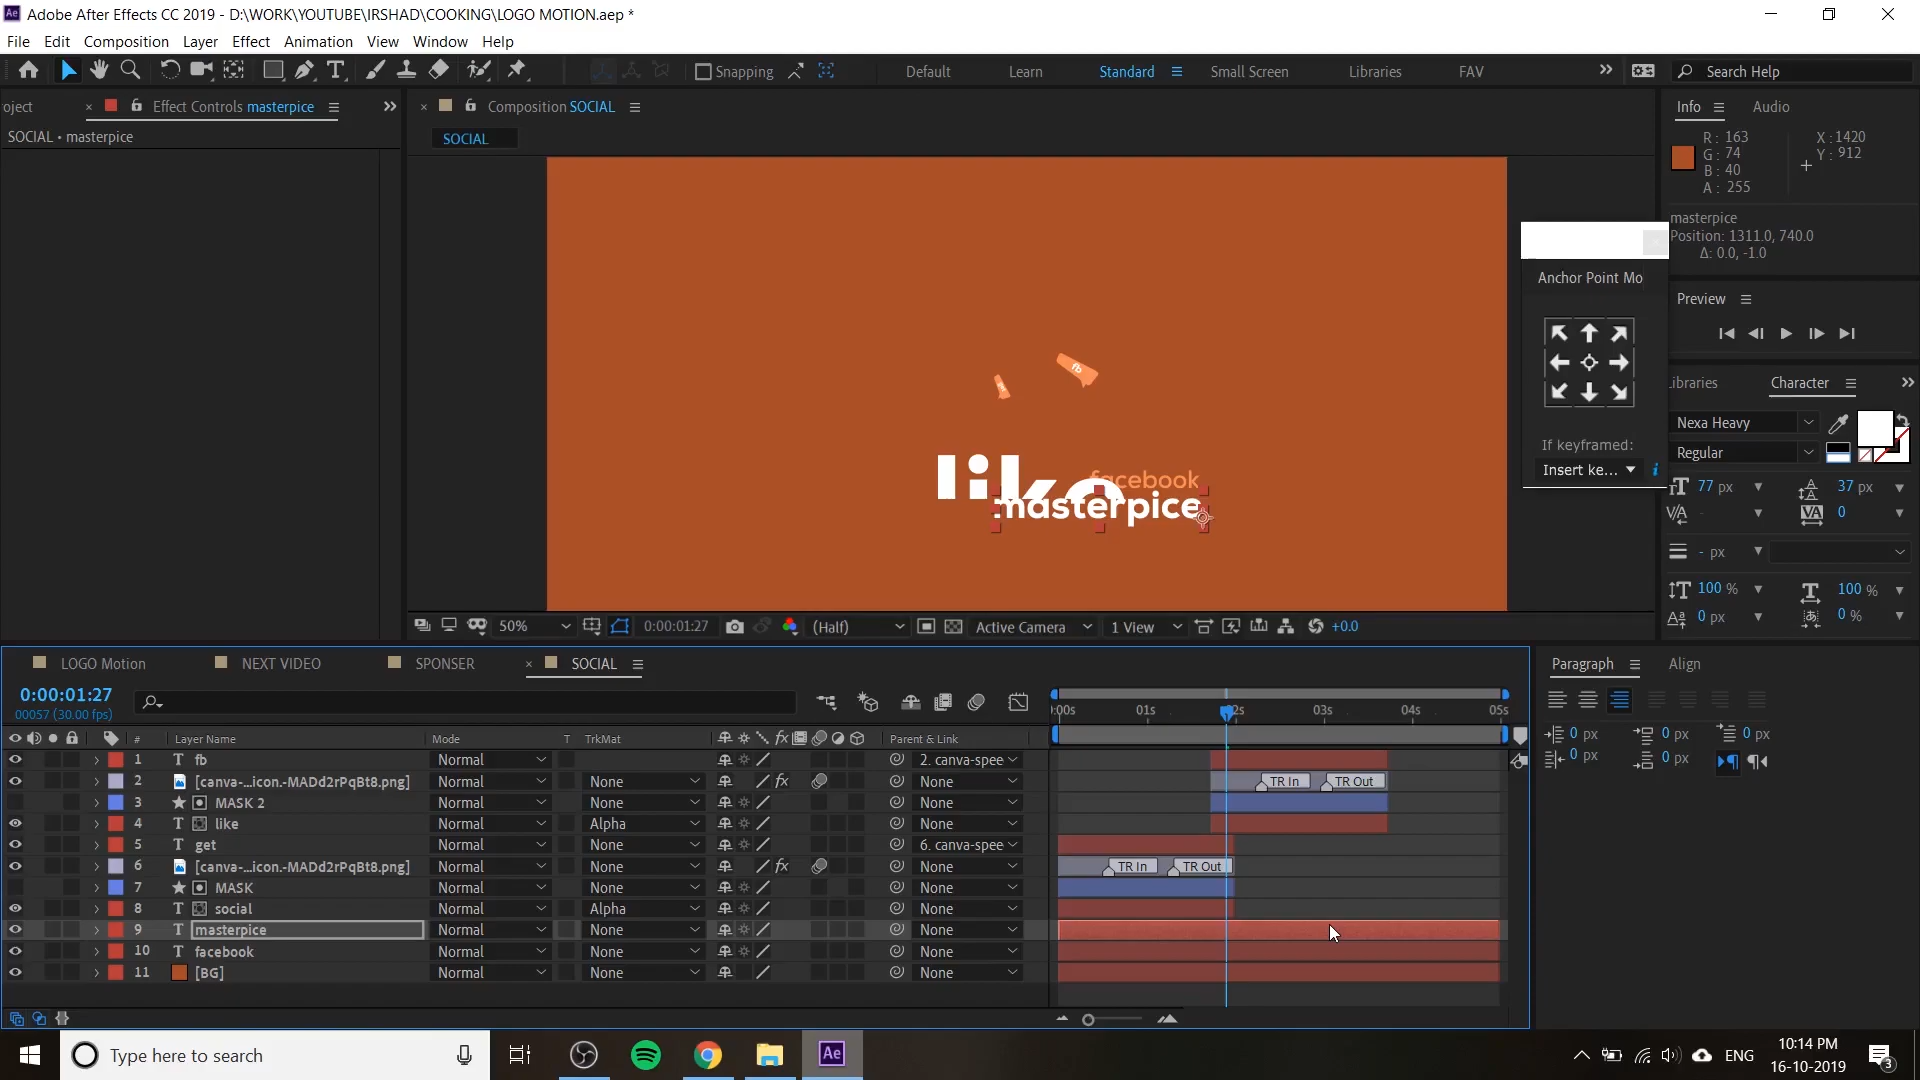 Adobe After Effects CC 2019 - D:\WORK\YOUTUBE\IRSHAD\COOKING\LOGO MOTION.aep *
File Edit Composition Layer Effect Animation View Window Help
Snapping Default Learn Standard Small Screen Libraries FAV Search Help
oject Effect Controls masterpice Composition SOCIAL Info Audio
SOCIAL • masterpice
SOCIAL
R: 163
G: 74
B: 40
A: 255
X: 1420
Y: 912
masterpice
Position: 1311.0, 740.0
Δ: 0.0, -1.0
Anchor Point Mo
If keyframed:
Insert ke...
Preview
ibraries Character
Nexa Heavy
Regular
77 px 37 px
- 0
- px
100 % 100 %
0 px 0 %
fb
like
facebook
masterpice
50% 0:00:01:27 (Half) Active Camera 1 View +0.0
LOGO Motion NEXT VIDEO SPONSER SOCIAL
0:00:01:27
00057 (30.00 fps)
):00s 01s 02s 03s 04s 05s
# Layer Name Mode T TrkMat Parent & Link
1 T fb Normal 2. canva-spee
2 [canva-...icon.-MADd2rPqBt8.png] Normal None fx None TR In TR Out
3 MASK 2 Normal None None
4 T like Normal Alpha None
5 T get Normal None 6. canva-spee
6 [canva-...icon.-MADd2rPqBt8.png] Normal None fx None TR In TR Out
7 MASK Normal None None
8 T social Normal Alpha None
9 T masterpice Normal None None
10 T facebook Normal None None
11 [BG] Normal None None
Paragraph Align
0 px 0 px 0 px
0 px 0 px
Type here to search
Ae
ENG
10:14 PM
16-10-2019
3